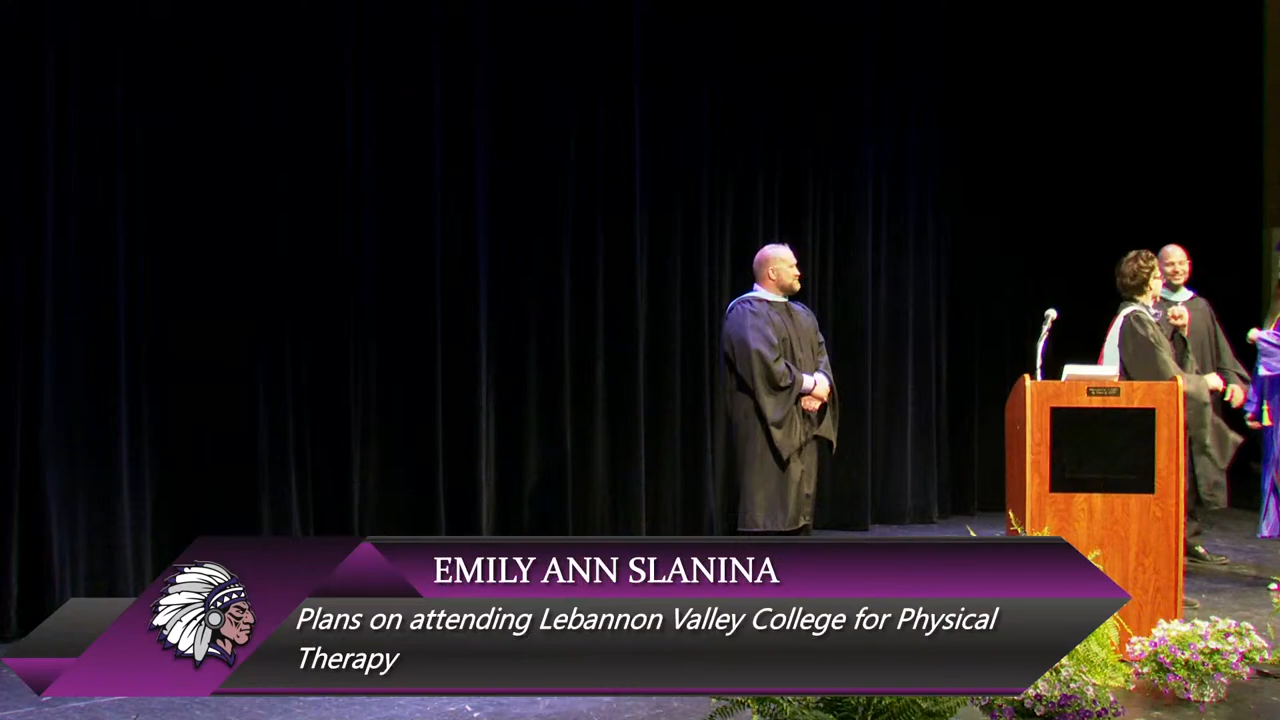 EMILY ANN SLANINA
Plans on attending Lebannon Valley College for Physical
Therapy